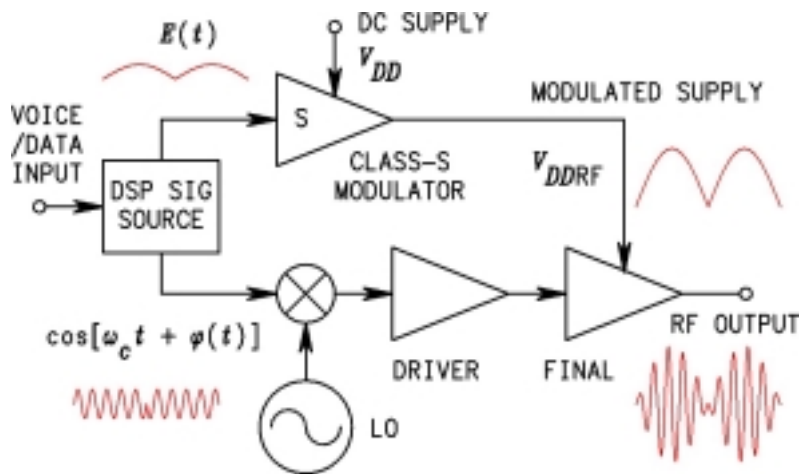 E(t)
DC SUPPLY
V_DD
VOICE
/DATA
INPUT
DSP SIG
SOURCE
S
CLASS-S
MODULATOR
MODULATED SUPPLY
V_DDRF
cos[ω_c t + φ(t)]
DRIVER
FINAL
RF OUTPUT
LO